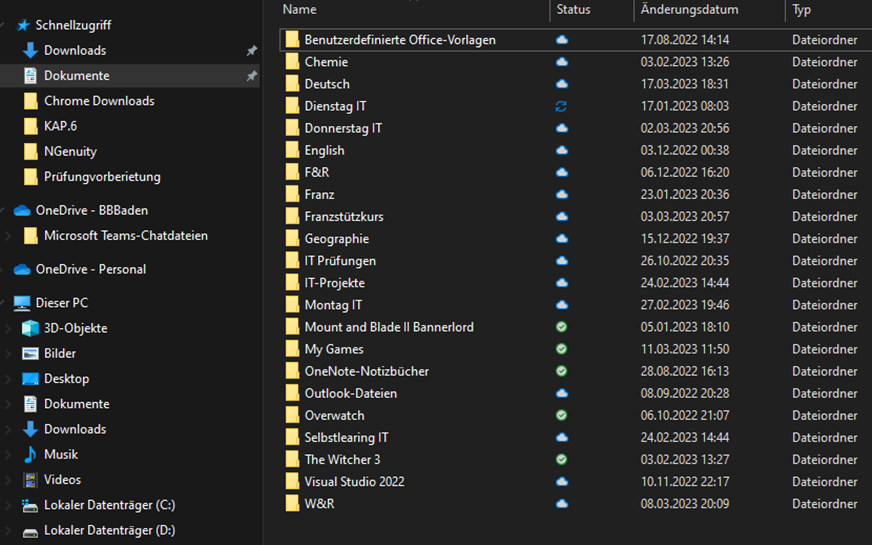 Name Status Änderungsdatum Typ
Schnellzugriff
Downloads
Dokumente
Chrome Downloads
KAP.6
NGenuity
Prüfungvorberietung
OneDrive - BBBaden
Microsoft Teams-Chatdateien
OneDrive - Personal
Dieser PC
3D-Objekte
Bilder
Desktop
Dokumente
Downloads
Musik
Videos
Lokaler Datenträger (C:)
Lokaler Datenträger (D:)
Benutzerdefinierte Office-Vorlagen 17.08.2022 14:14 Dateiordner
Chemie 03.02.2023 13:26 Dateiordner
Deutsch 17.03.2023 18:31 Dateiordner
Dienstag IT 17.01.2023 08:03 Dateiordner
Donnerstag IT 02.03.2023 20:56 Dateiordner
English 03.12.2022 00:38 Dateiordner
F&R 06.12.2022 16:20 Dateiordner
Franz 23.01.2023 20:36 Dateiordner
Franzstützkurs 03.03.2023 20:57 Dateiordner
Geographie 15.12.2022 19:37 Dateiordner
IT Prüfungen 26.10.2022 20:35 Dateiordner
IT-Projekte 24.02.2023 14:44 Dateiordner
Montag IT 27.02.2023 19:46 Dateiordner
Mount and Blade II Bannerlord 05.01.2023 18:10 Dateiordner
My Games 11.03.2023 11:50 Dateiordner
OneNote-Notizbücher 28.08.2022 16:13 Dateiordner
Outlook-Dateien 08.09.2022 20:28 Dateiordner
Overwatch 06.10.2022 21:07 Dateiordner
Selbstlearing IT 24.02.2023 14:44 Dateiordner
The Witcher 3 03.02.2023 13:27 Dateiordner
Visual Studio 2022 10.11.2022 22:17 Dateiordner
W&R 08.03.2023 20:09 Dateiordner